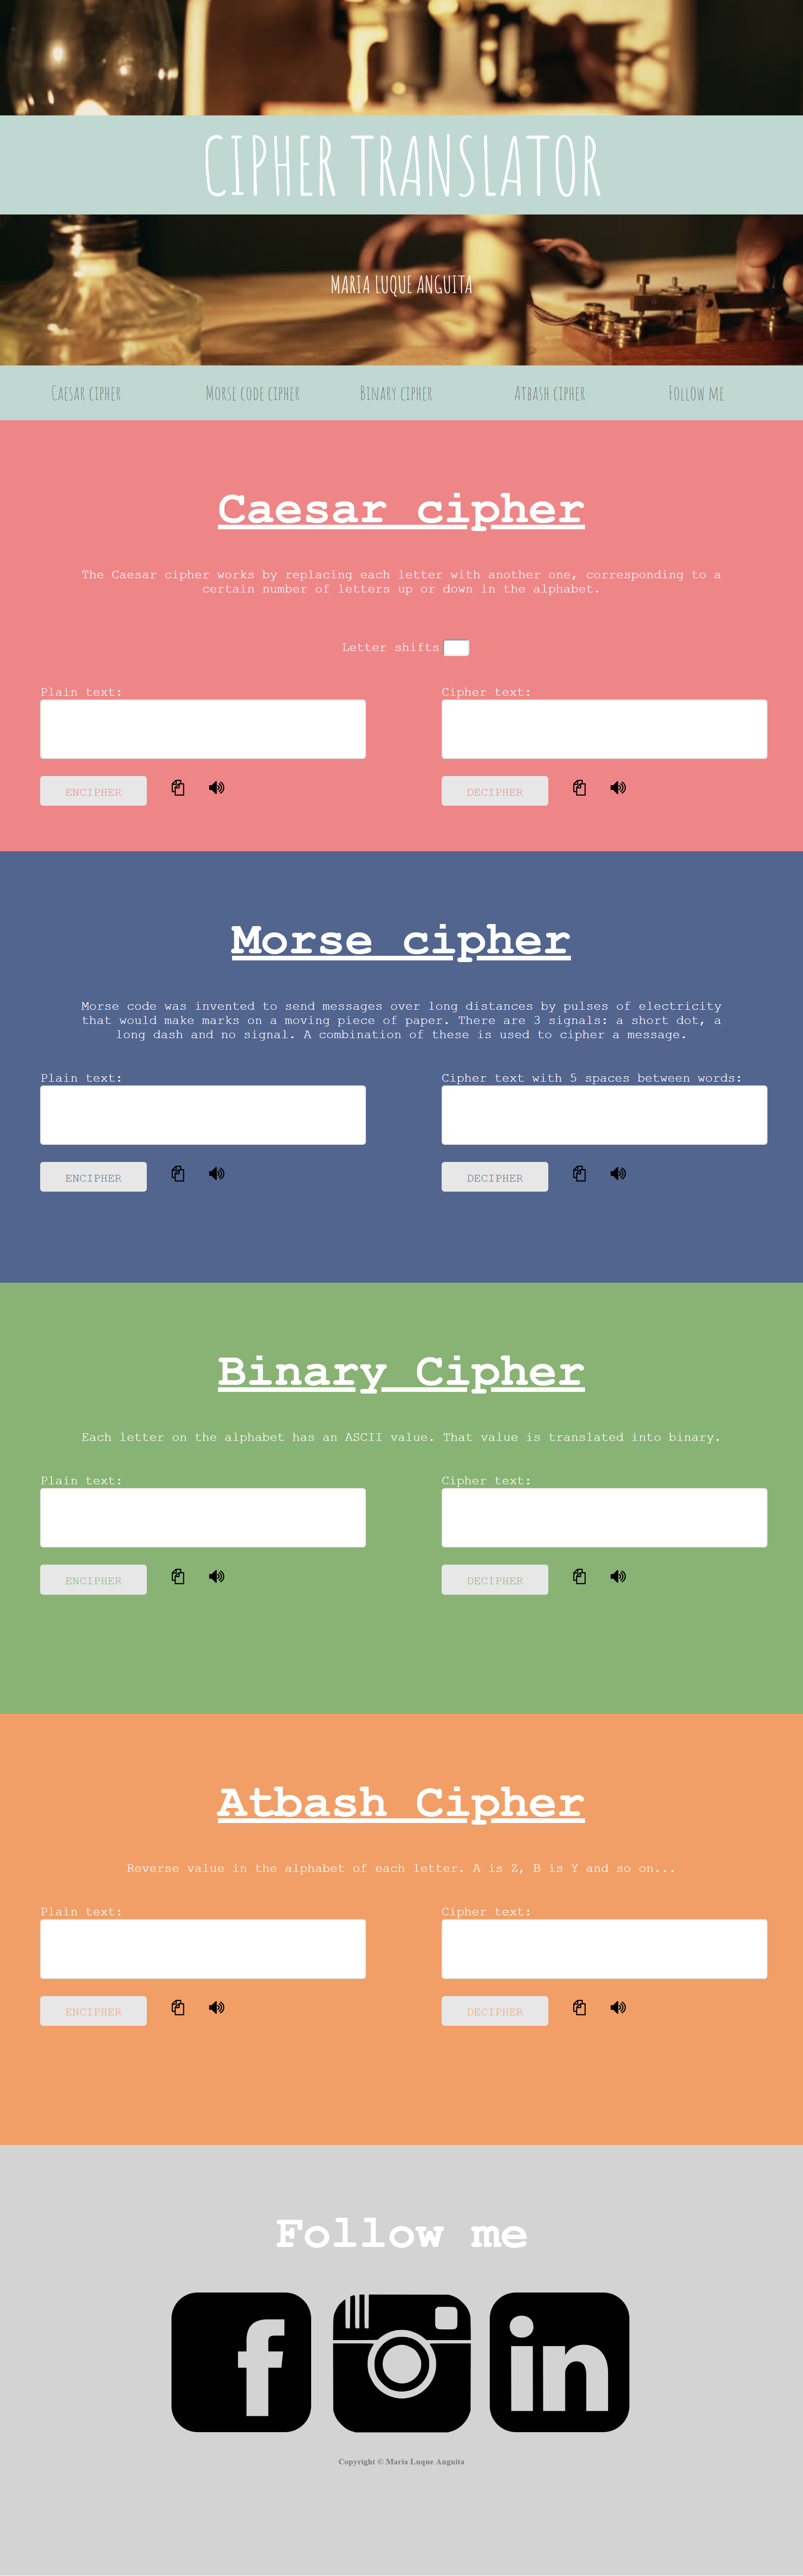 CIPHER TRANSLATOR
MARIA LUQUE ANGUITA
Caesar cipher Morse code cipher Binary cipher Atbash cipher Follow me
Caesar cipher
The Caesar cipher works by replacing each letter with another one, corresponding to a
certain number of letters up or down in the alphabet.
Letter shifts
Plain text: Cipher text:
ENCIPHER DECIPHER
Morse cipher
Morse code was invented to send messages over long distances by pulses of electricity
that would make marks on a moving piece of paper. There are 3 signals: a short dot, a
long dash and no signal. A combination of these is used to cipher a message.
Plain text: Cipher text with 5 spaces between words:
ENCIPHER DECIPHER
Binary Cipher
Each letter on the alphabet has an ASCII value. That value is translated into binary.
Plain text: Cipher text:
ENCIPHER DECIPHER
Atbash Cipher
Reverse value in the alphabet of each letter. A is Z, B is Y and so on...
Plain text: Cipher text:
ENCIPHER DECIPHER
Follow me
f in
Copyright © Maria Luque Anguita